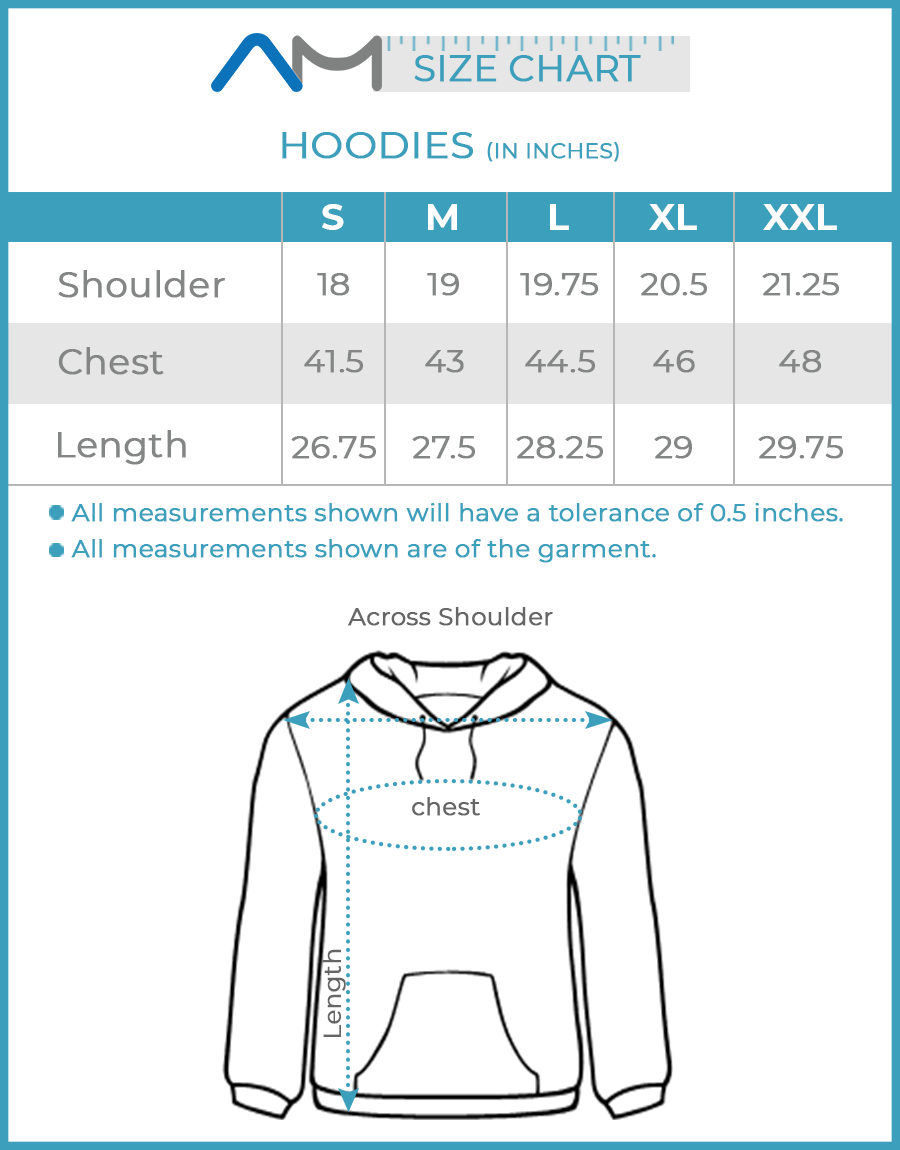 AM SIZE CHART
HOODIES (IN INCHES)
S M L XL XXL
Shoulder 18 19 19.75 20.5 21.25
Chest 41.5 43 44.5 46 48
Length 26.75 27.5 28.25 29 29.75
All measurements shown will have a tolerance of 0.5 inches.
All measurements shown are of the garment.
Across Shoulder
chest
Length